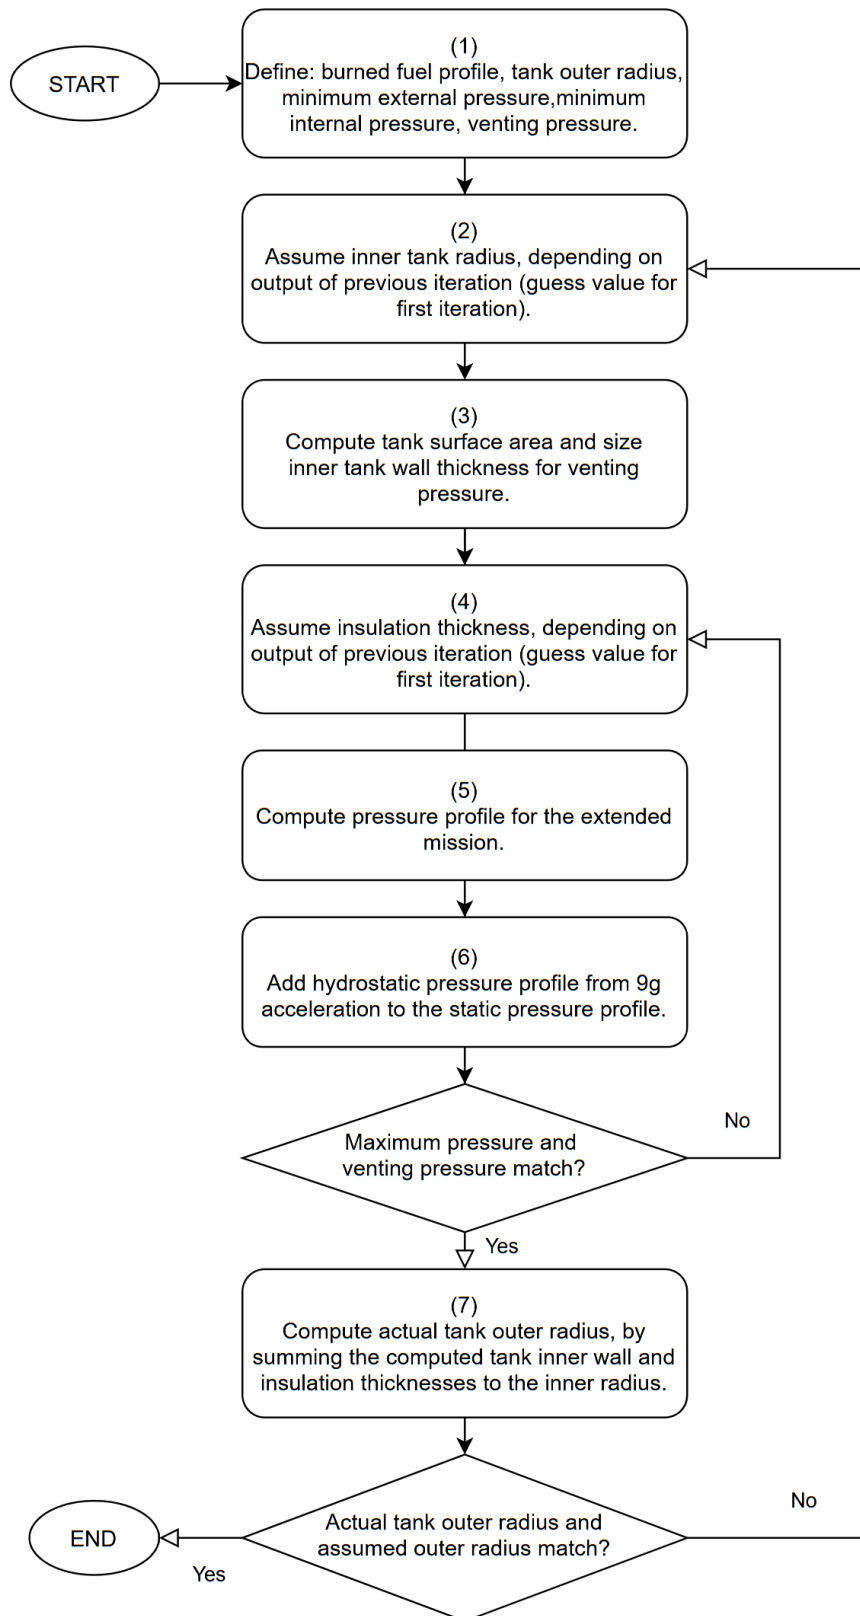 START
(1)
Define: burned fuel profile, tank outer radius,
minimum external pressure,minimum
internal pressure, venting pressure.
(2)
Assume inner tank radius, depending on
output of previous iteration (guess value for
first iteration).
(3)
Compute tank surface area and size
inner tank wall thickness for venting
pressure.
(4)
Assume insulation thickness, depending on
output of previous iteration (guess value for
first iteration).
(5)
Compute pressure profile for the extended
mission.
(6)
Add hydrostatic pressure profile from 9g
acceleration to the static pressure profile.
Maximum pressure and
venting pressure match?
No
Yes
(7)
Compute actual tank outer radius, by
summing the computed tank inner wall and
insulation thicknesses to the inner radius.
Actual tank outer radius and
assumed outer radius match?
No
Yes
END